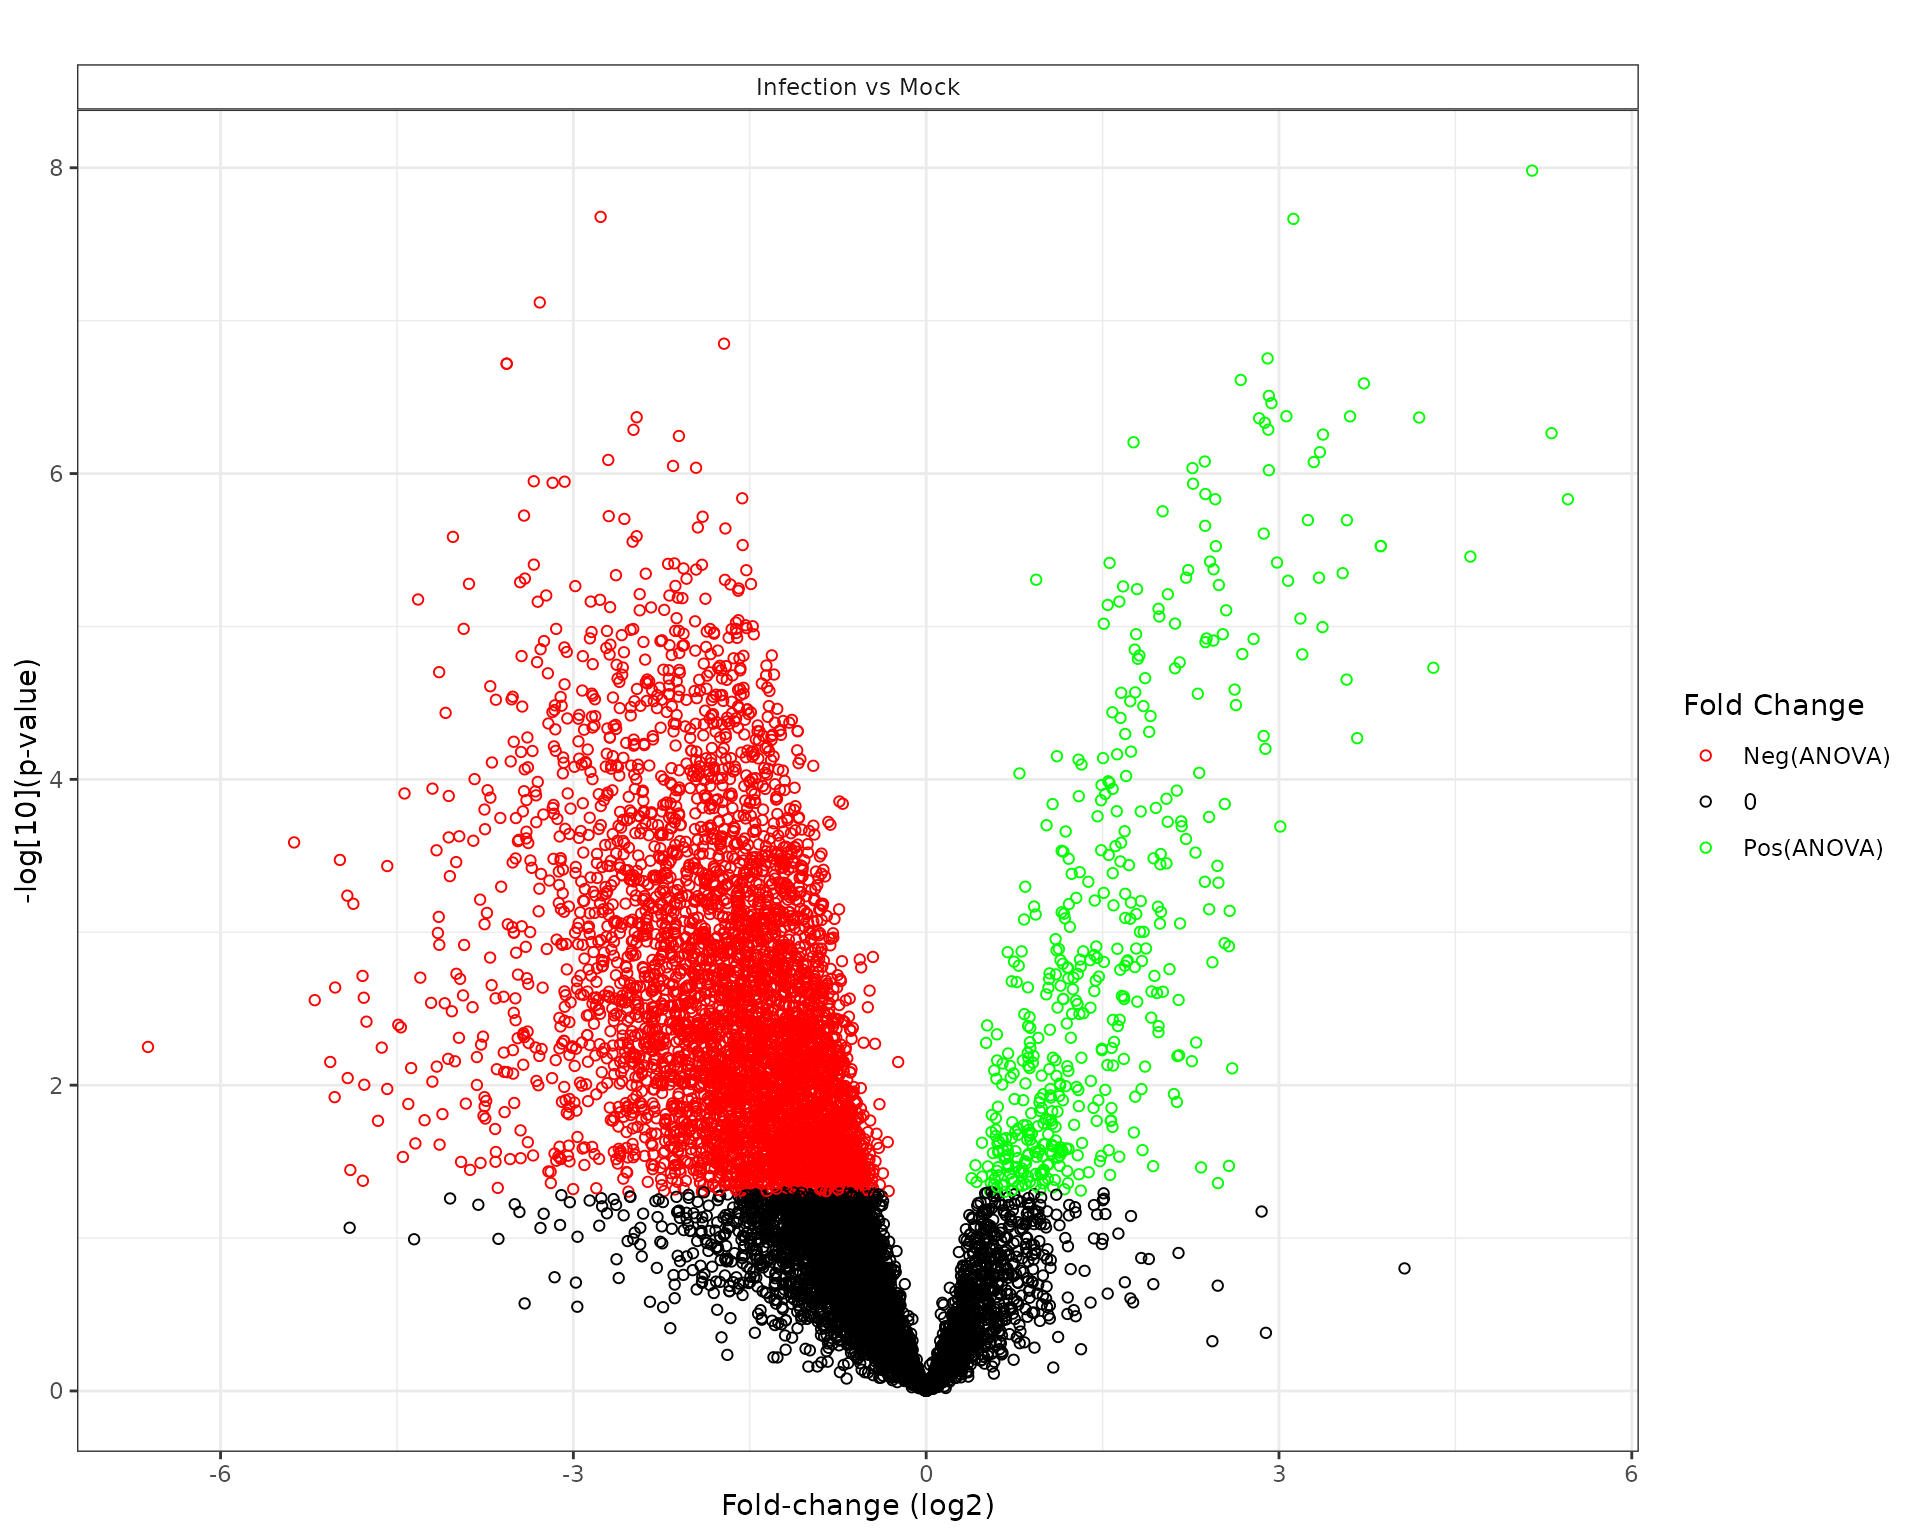 Infection vs Mock
8
6
4
2
0
-log[10](p-value)
-6
-3
0
3
6
Fold-change (log2)
Fold Change
Neg(ANOVA)
0
Pos(ANOVA)